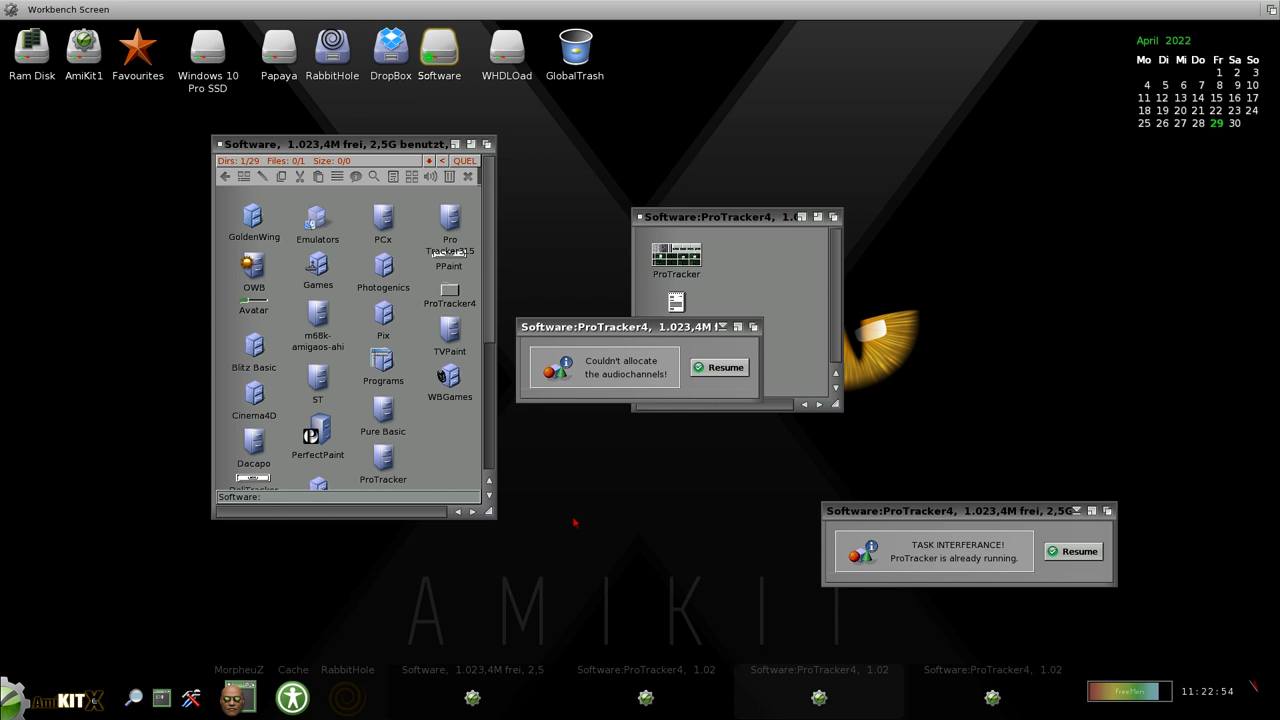 Workbench Screen
Ram Disk
AmiKit1
Favourites
Windows 10
Pro SSD
Papaya
RabbitHole
DropBox
Software
WHDLOad
GlobalTrash
April 2022
Mo Di Mi Do Fr Sa So
1 2 3
4 5 6 7 8 9 10
11 12 13 14 15 16 17
18 19 20 21 22 23 24
25 26 27 28 29 30
Software, 1.023,4M frei, 2,5G benutzt,
Dirs: 1/29 Files: 0/1 Size: 0/0
< QUEL
GoldenWing
Emulators
PCx
Pro
PPaint
OWB
Games
Photogenics
ProTracker4
Avatar
m68k-
amigaos-ahi
Pix
TVPaint
Blitz Basic
Programs
ST
WBGames
Cinema4D
Pure Basic
PerfectPaint
Dacapo
ProTracker
Software:
Software:ProTracker4, 1.0
ProTracker
Software:ProTracker4, 1.023,4M f
Couldn't allocate
the audiochannels!
Resume
Software:ProTracker4, 1.023,4M frei, 2,5G
TASK INTERFERANCE!
ProTracker is already running.
Resume
AMIKIT
MorpheuZ
Cache
RabbitHole
Software, 1.023,4M frei, 2,5
Software:ProTracker4, 1.02
Software:ProTracker4, 1.02
Software:ProTracker4, 1.02
AmiKIT X
FreeMem
11:22:54